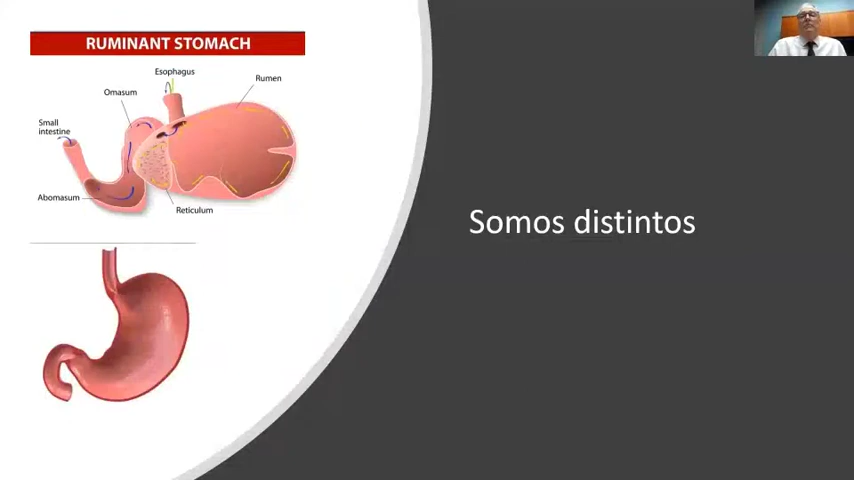 RUMINANT STOMACH
Esophagus
Rumen
Omasum
Small
intestine
Abomasum
Reticulum
Somos distintos